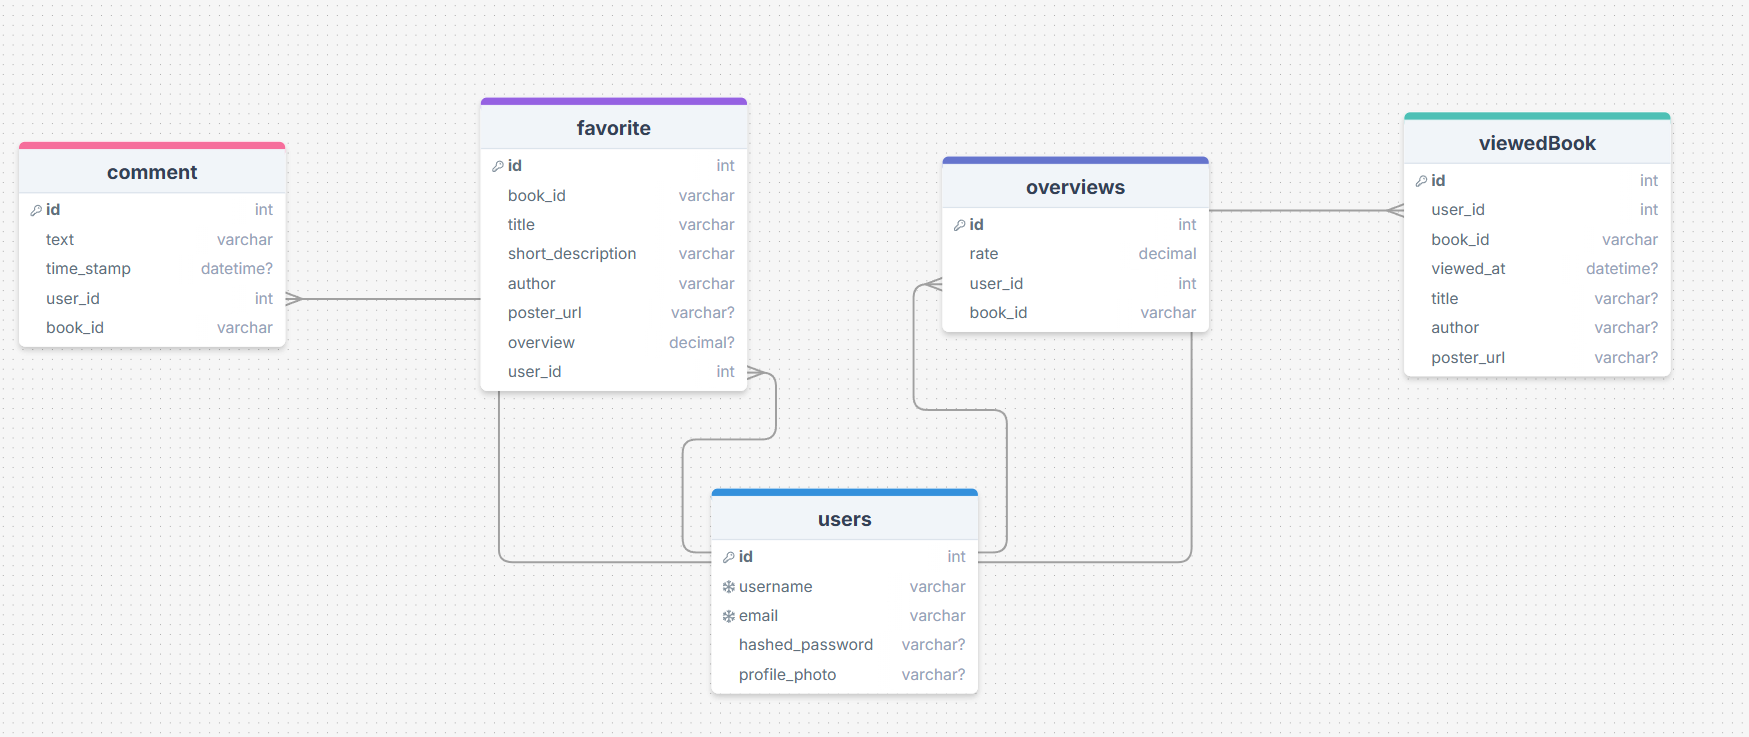 comment
id int
text varchar
time_stamp datetime?
user_id int
book_id varchar
favorite
id int
book_id varchar
title varchar
short_description varchar
author varchar
poster_url varchar?
overview decimal?
user_id int
overviews
id int
rate decimal
user_id int
book_id varchar
viewedBook
id int
user_id int
book_id varchar
viewed_at datetime?
title varchar?
author varchar?
poster_url varchar?
users
id int
username varchar
email varchar
hashed_password varchar?
profile_photo varchar?